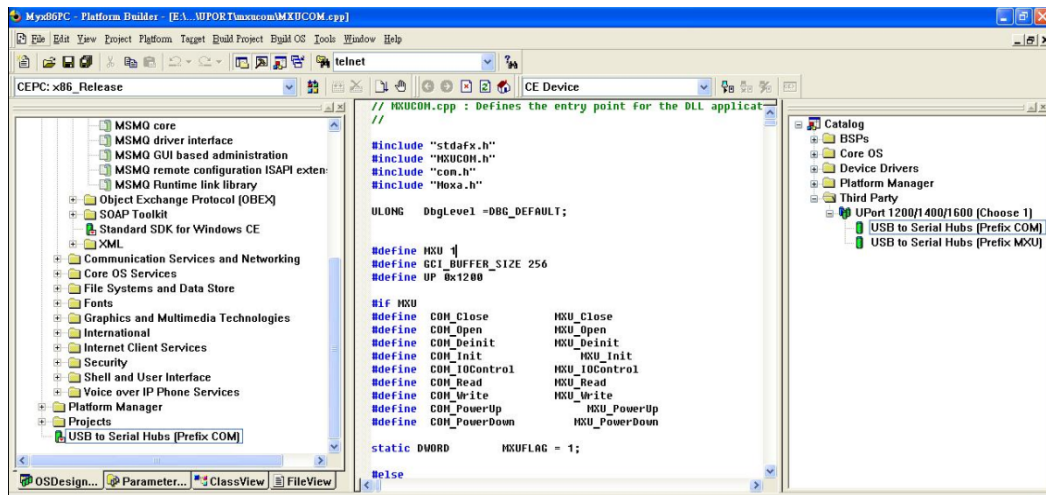 Myx86PC - Platform Builder - [E:\...\UPORT\mxucom\MXUCOM.cpp]
File Edit View Project Platform Target Build Project Build OS Tools Window Help
telnet
CEPC: x86_Release
CE Device
MSMQ core
MSMQ driver interface
MSMQ GUI based administration
MSMQ remote configuration ISAPI exten:
MSMQ Runtime link library
Object Exchange Protocol (OBEX)
SOAP Toolkit
Standard SDK for Windows CE
XML
Communication Services and Networking
Core OS Services
File Systems and Data Store
Fonts
Graphics and Multimedia Technologies
International
Internet Client Services
Security
Shell and User Interface
Voice over IP Phone Services
Platform Manager
Projects
USB to Serial Hubs (Prefix COM)
OSDesign...
Parameter...
ClassView
FileView
// MXUCOM.cpp : Defines the entry point for the DLL applicat
//
#include "stdafx.h"
#include "MXUCOM.h"
#include "com.h"
#include "Moxa.h"
ULONG DbgLevel =DBG_DEFAULT;
#define MXU 1
#define GCI_BUFFER_SIZE 256
#define UP 0x1200
#if MXU
#define COM_Close MXU_Close
#define COM_Open MXU_Open
#define COM_Deinit MXU_Deinit
#define COM_Init MXU_Init
#define COM_IOControl MXU_IOControl
#define COM_Read MXU_Read
#define COM_Write MXU_Write
#define COM_PowerUp MXU_PowerUp
#define COM_PowerDown MXU_PowerDown
static DWORD MXUFLAG = 1;
#else
Catalog
BSPs
Core OS
Device Drivers
Platform Manager
Third Party
UPort 1200/1400/1600 (Choose 1)
USB to Serial Hubs (Prefix COM)
USB to Serial Hubs (Prefix MXU)